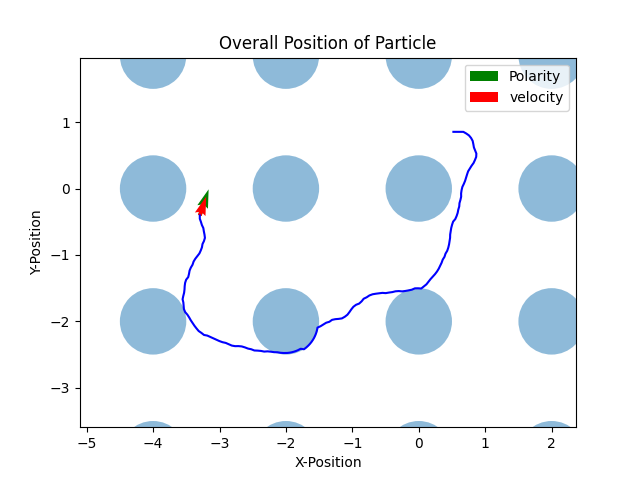 Overall Position of Particle
Polarity
velocity
1
0
−1
−2
−3
Y-Position
−5 −4 −3 −2 −1 0 1 2
X-Position